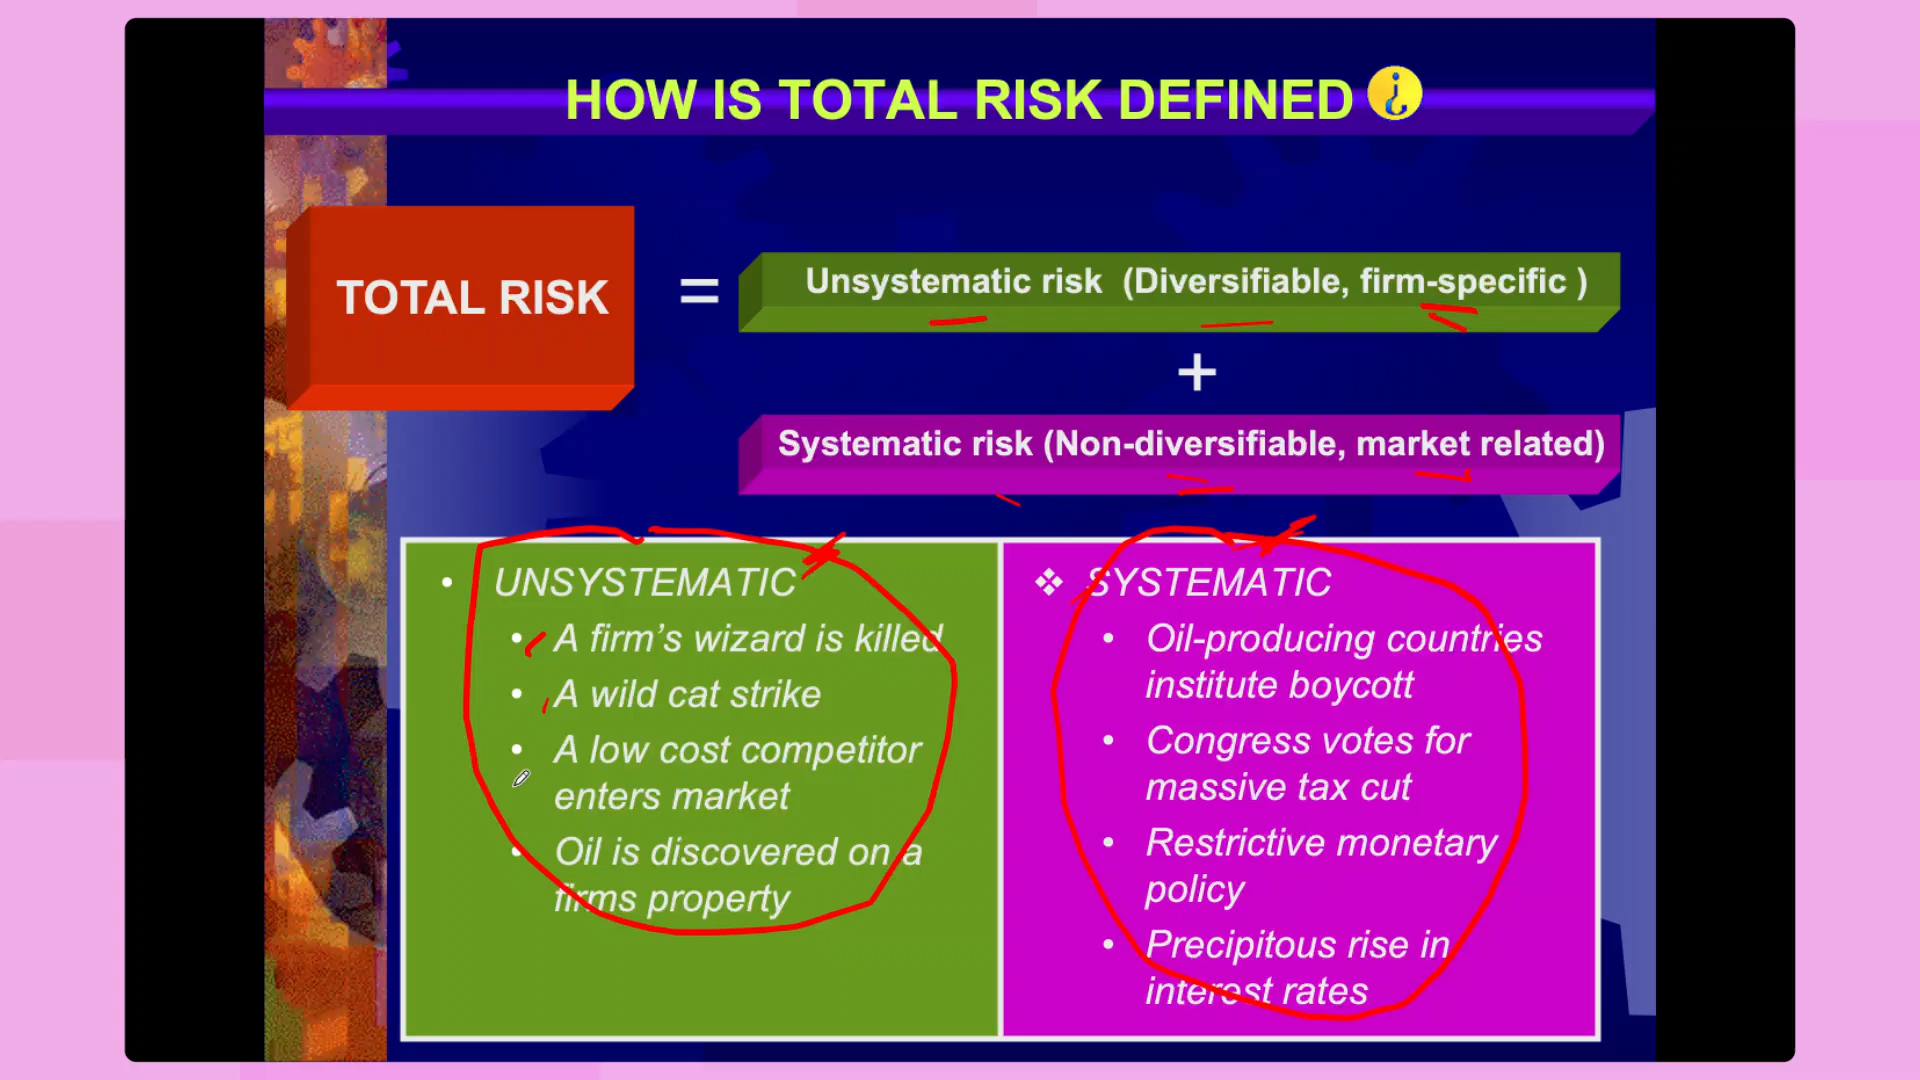 HOW IS TOTAL RISK DEFINED ¿
TOTAL RISK
=
Unsystematic risk (Diversifiable, firm-specific )
+
Systematic risk (Non-diversifiable, market related)
• UNSYSTEMATIC
• A firm’s wizard is killed
• A wild cat strike
• A low cost competitor
enters market
• Oil is discovered on a
firms property
❖ SYSTEMATIC
• Oil-producing countries
institute boycott
• Congress votes for
massive tax cut
• Restrictive monetary
policy
• Precipitous rise in
interest rates